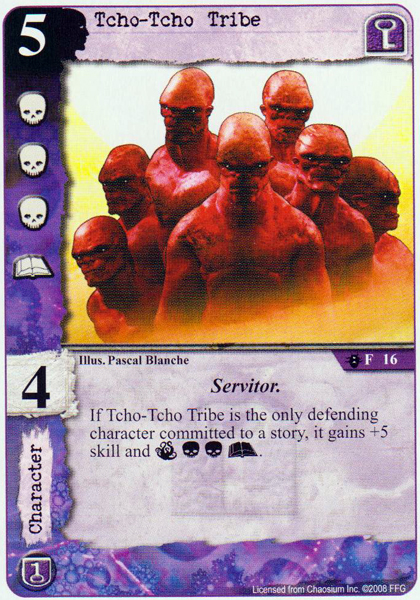 5
Tcho-Tcho Tribe
Illus. Pascal Blanche
F 16
4
Servitor.
If Tcho-Tcho Tribe is the only defending
character committed to a story, it gains +5
skill and .
Character
1
Licensed from Chaosium Inc. ©2008 FFG